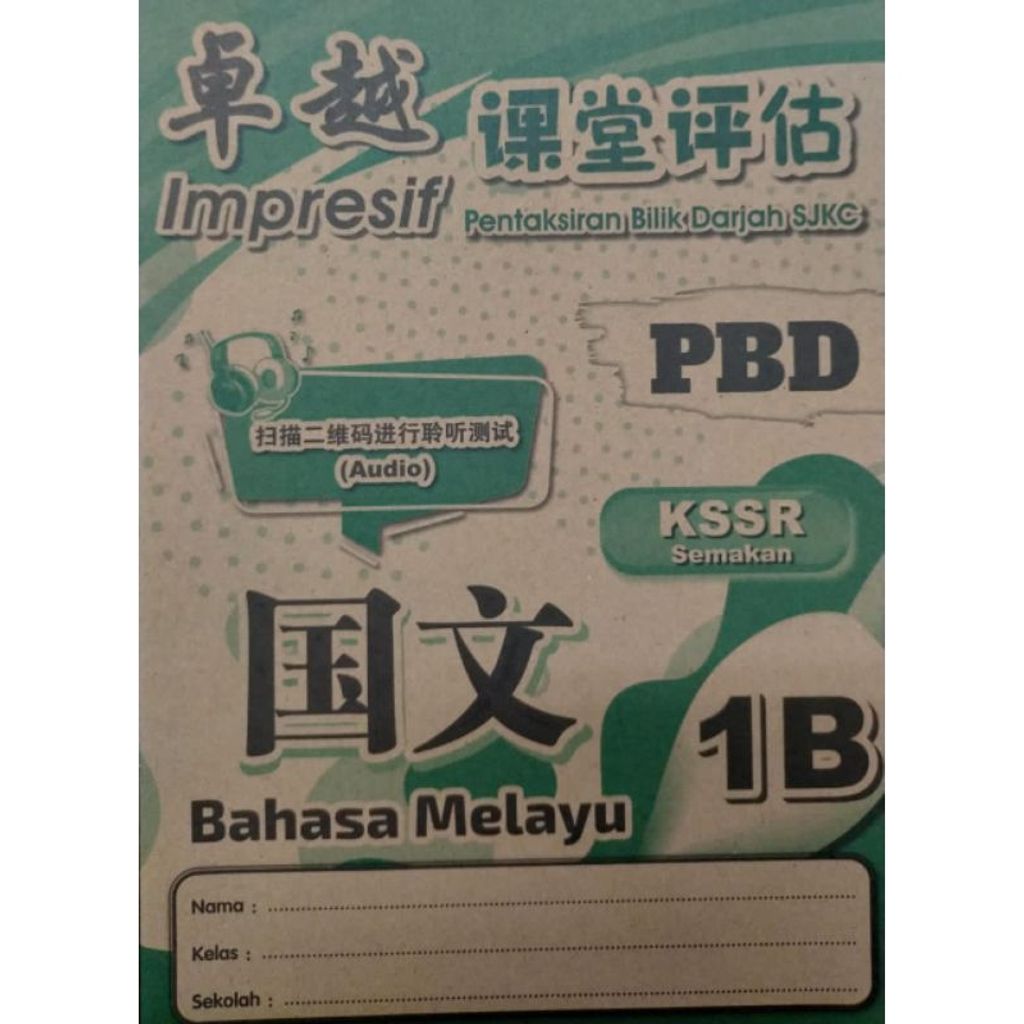 卓越
Impresif
课堂评估
Pentaksiran Bilik Darjah SJKC
PBD
扫描二维码进行聆听测试
(Audio)
KSSR
Semakan
国文
1B
Bahasa Melayu
Nama :
Kelas :
Sekolah :